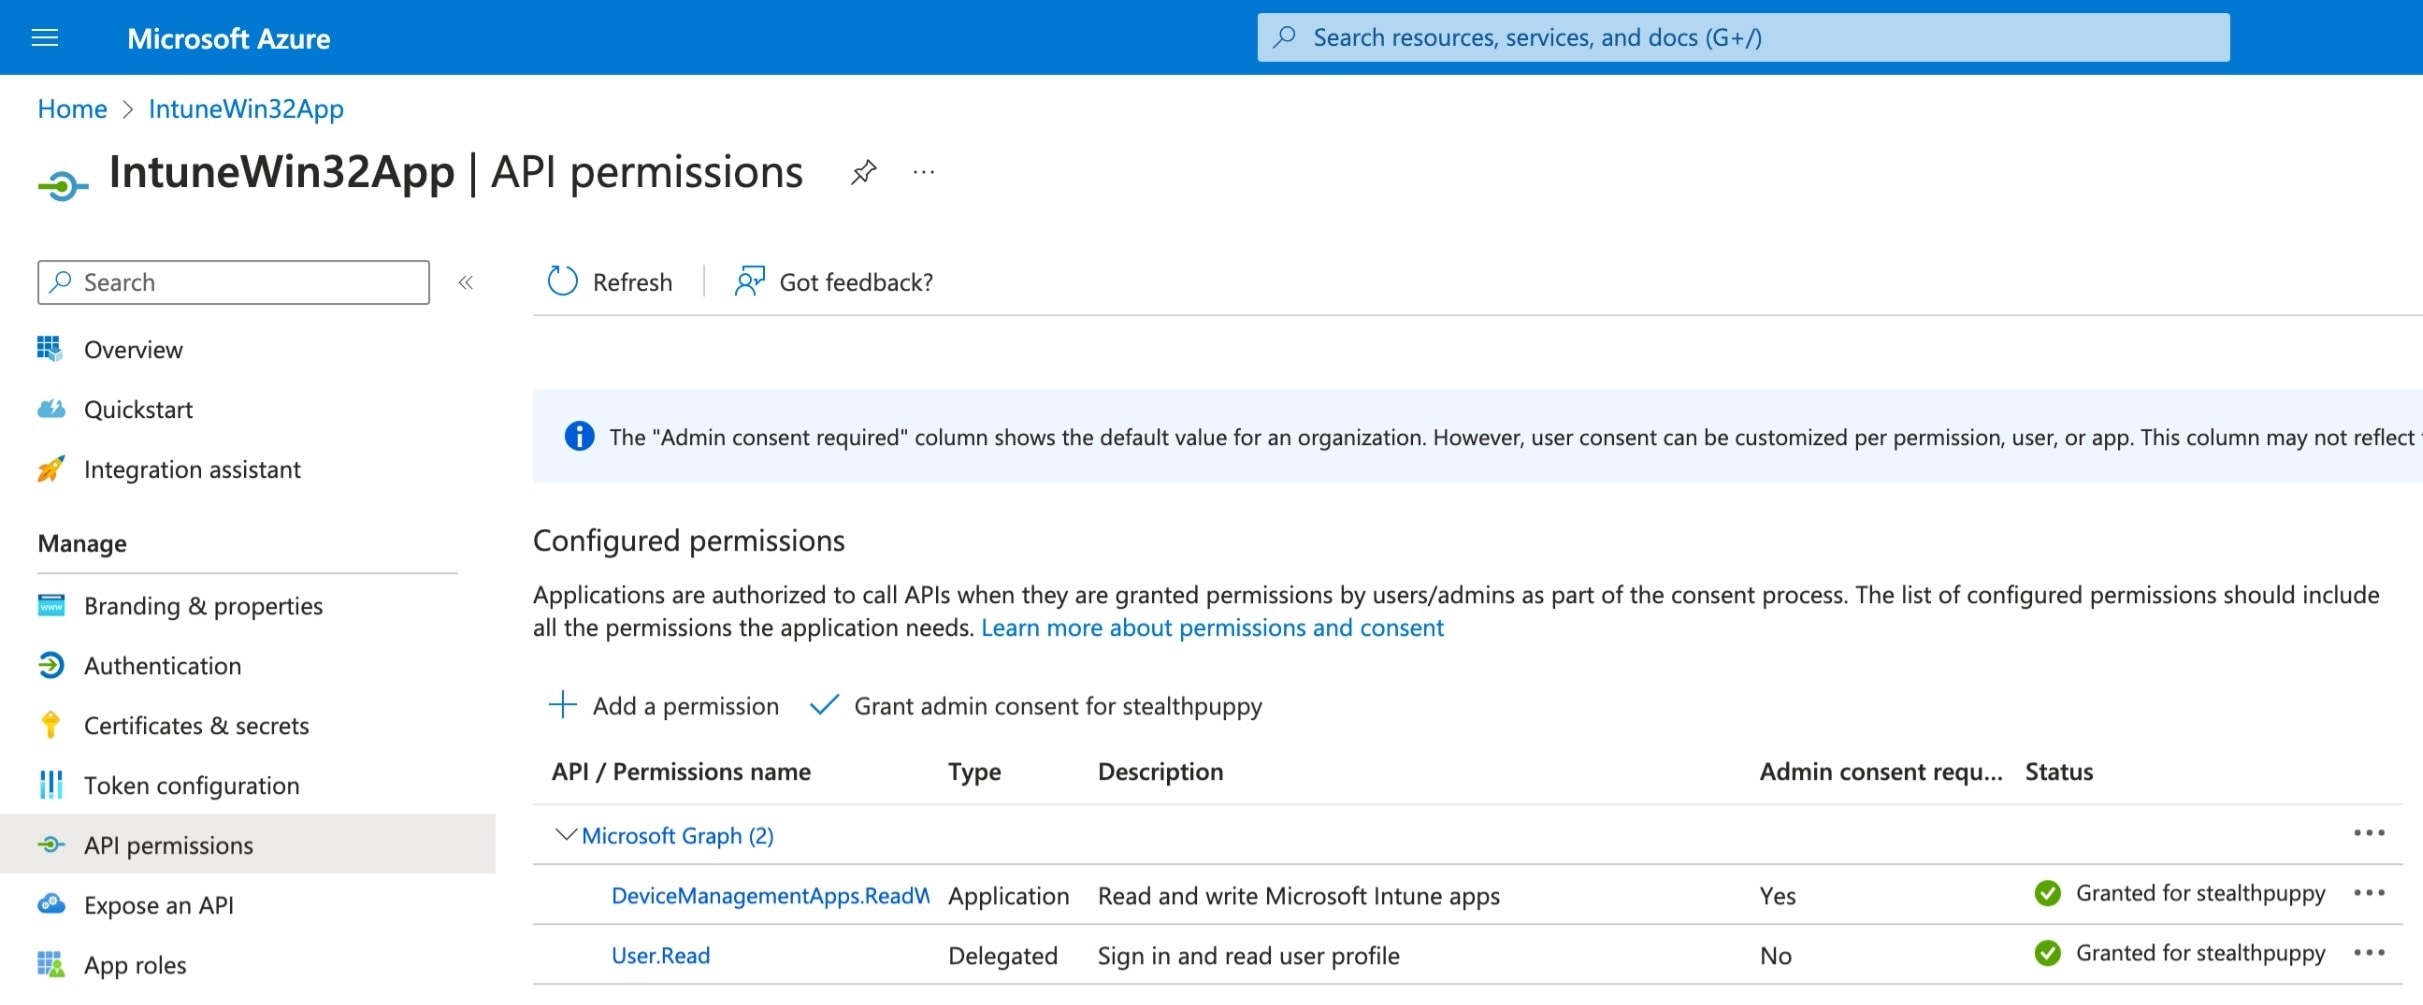 Microsoft Azure
Search resources, services, and docs (G+/)
Home > IntuneWin32App
IntuneWin32App | API permissions
Search
Refresh
Got feedback?
Overview
Quickstart
Integration assistant
Manage
Branding & properties
Authentication
Certificates & secrets
Token configuration
API permissions
Expose an API
App roles
The "Admin consent required" column shows the default value for an organization. However, user consent can be customized per permission, user, or app. This column may not reflect
Configured permissions
Applications are authorized to call APIs when they are granted permissions by users/admins as part of the consent process. The list of configured permissions should include
all the permissions the application needs. Learn more about permissions and consent
Add a permission
Grant admin consent for stealthpuppy
API / Permissions name Type Description Admin consent requ... Status
Microsoft Graph (2)
DeviceManagementApps.ReadW Application Read and write Microsoft Intune apps Yes Granted for stealthpuppy
User.Read Delegated Sign in and read user profile No Granted for stealthpuppy